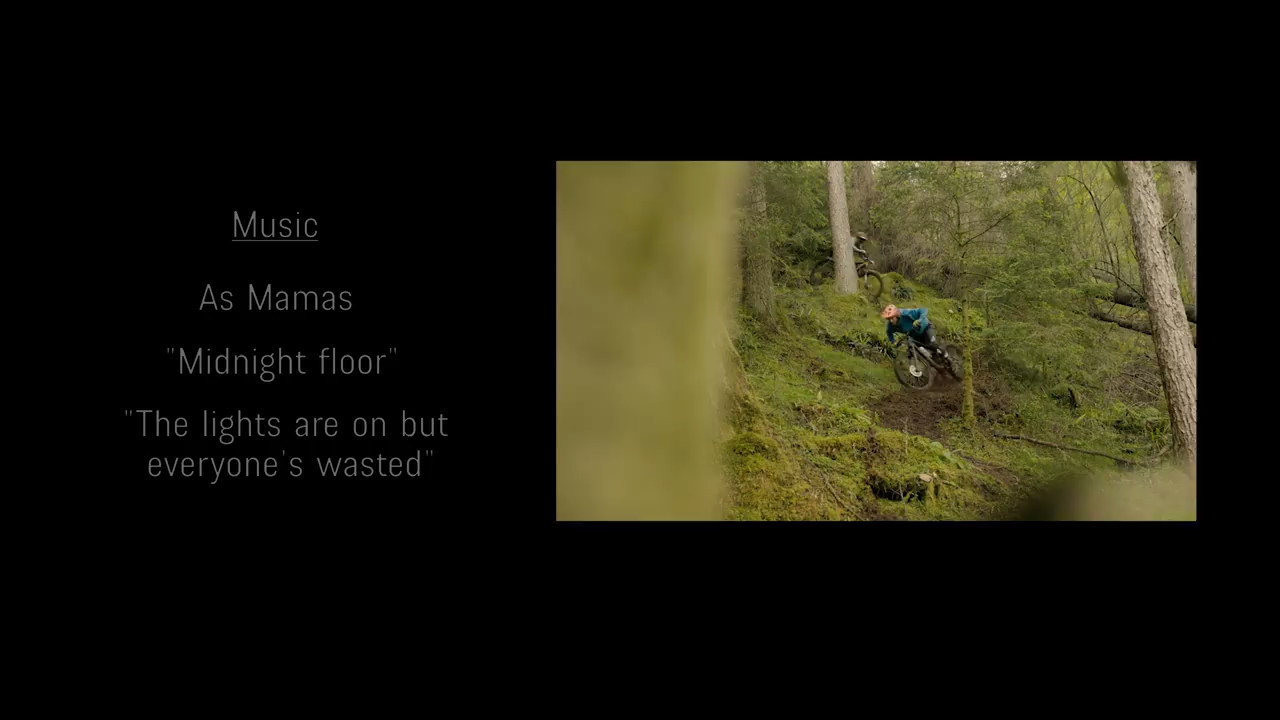 Music
As Mamas
"Midnight floor"
"The lights are on but
everyone's wasted"